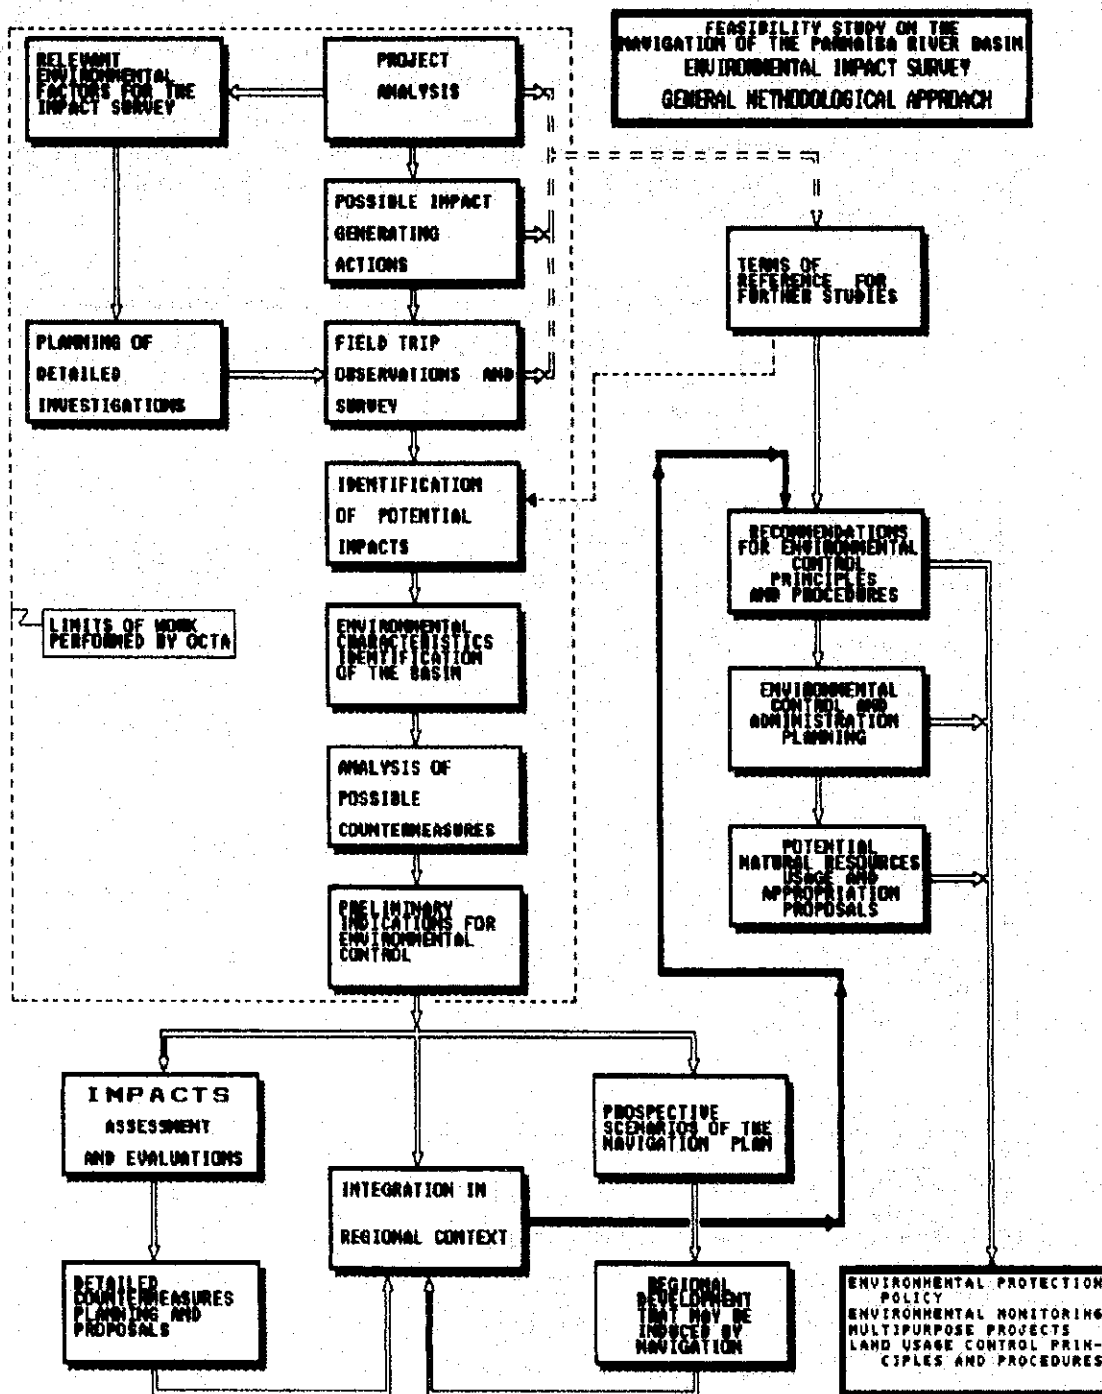 FEASIBILITY STUDY ON THE
NAVIGATION OF THE PARNAIBA RIVER BASIN
ENVIRONMENTAL IMPACT SURVEY
GENERAL METHODOLOGICAL APPROACH
RELEVANT
ENVIRONMENTAL
FACTORS FOR THE
IMPACT SURVEY
PROJECT
ANALYSIS
POSSIBLE IMPACT
GENERATING
ACTIONS
TERMS OF
REFERENCE FOR
FURTHER STUDIES
PLANNING OF
DETAILED
INVESTIGATIONS
FIELD TRIP
OBSERVATIONS AND
SURVEY
IDENTIFICATION
OF POTENTIAL
IMPACTS
RECOMMENDATIONS
FOR ENVIRONMENTAL
CONTROL
PRINCIPLES
AND PROCEDURES
LIMITS OF WORK
PERFORMED BY OCTA
ENVIRONMENTAL
CHARACTERISTICS
IDENTIFICATION
OF THE BASIN
ENVIRONMENTAL
CONTROL AND
ADMINISTRATION
PLANNING
ANALYSIS OF
POSSIBLE
COUNTERMEASURES
POTENTIAL
NATURAL RESOURCES
USAGE AND
APPROPRIATION
PROPOSALS
PRELIMINARY
INDICATIONS FOR
ENVIRONMENTAL
CONTROL
IMPACTS
ASSESSMENT
AND EVALUATIONS
PROSPECTIVE
SCENARIOS OF THE
NAVIGATION PLAN
INTEGRATION IN
REGIONAL CONTEXT
DETAILED
COUNTERMEASURES
PLANNING AND
PROPOSALS
REGIONAL
DEVELOPMENT
THAT MAY BE
INDUCED BY
NAVIGATION
ENVIRONMENTAL PROTECTION
POLICY
ENVIRONMENTAL MONITORING
MULTIPURPOSE PROJECTS
LAND USAGE CONTROL PRIN-
CIPLES AND PROCEDURES